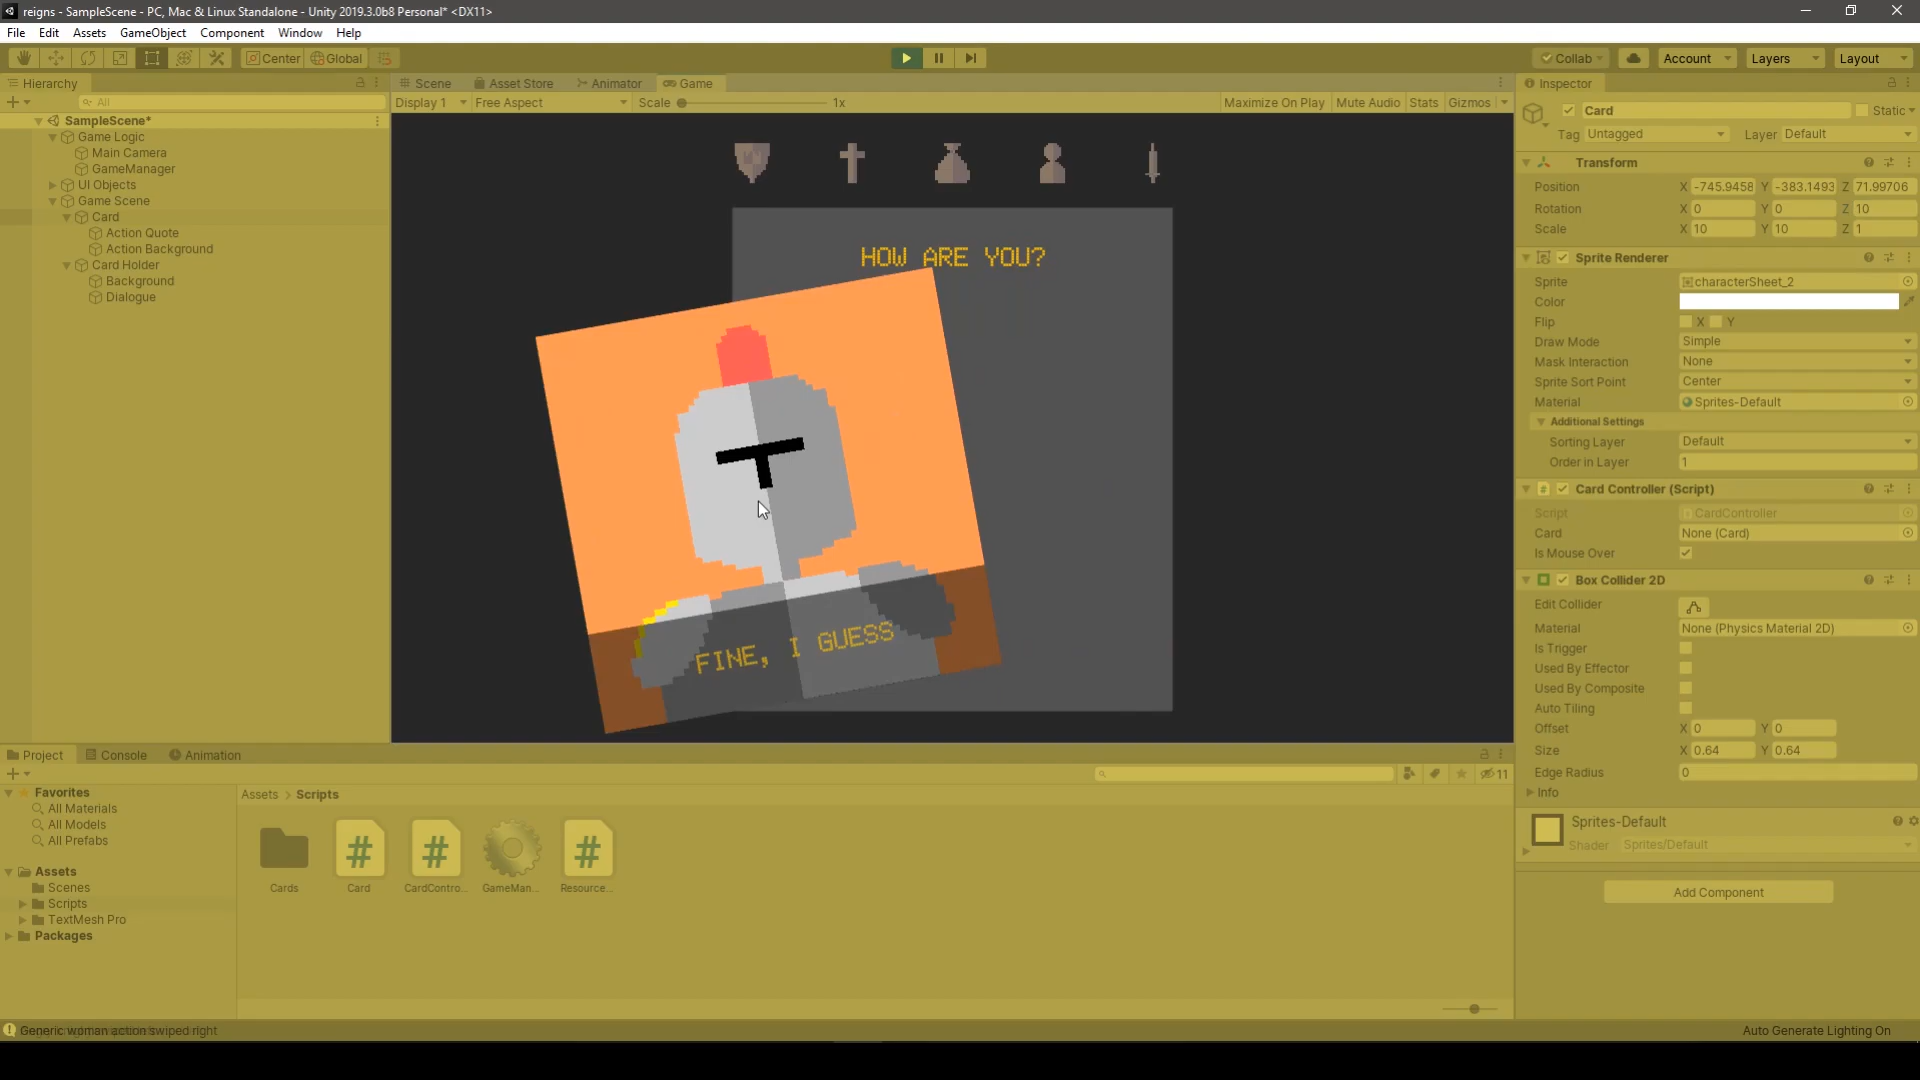 reigns - SampleScene - PC, Mac & Linux Standalone - Unity 2019.3.0b8 Personal* <DX11>
File Edit Assets GameObject Component Window Help
Center Global Collab Account Layers Layout
Hierarchy
All
SampleScene*
Game Logic
Main Camera
GameManager
UI Objects
Game Scene
Card
Action Quote
Action Background
Card Holder
Background
Dialogue
Scene Asset Store Animator Game
Display 1 Free Aspect Scale 1x Maximize On Play Mute Audio Stats Gizmos
HOW ARE YOU?
FINE, I GUESS
Inspector
Card Static
Tag Untagged Layer Default
Transform
Position X -745.9458 Y -383.1493 Z 71.99706
Rotation X 0 Y 0 Z 10
Scale X 10 Y 10 Z 1
Sprite Renderer
Sprite characterSheet_2
Color
Flip X Y
Draw Mode Simple
Mask Interaction None
Sprite Sort Point Center
Material Sprites-Default
Additional Settings
Sorting Layer Default
Order in Layer 1
Card Controller (Script)
Script CardController
Card None (Card)
Is Mouse Over
Box Collider 2D
Edit Collider
Material None (Physics Material 2D)
Is Trigger
Used By Effector
Used By Composite
Auto Tiling
Offset X 0 Y 0
Size X 0.64 Y 0.64
Edge Radius 0
Info
Sprites-Default
Shader Sprites/Default
Add Component
Project Console Animation
11
Favorites
All Materials
All Models
All Prefabs
Assets
Scenes
Scripts
TextMesh Pro
Packages
Assets > Scripts
Cards Card CardContro... GameMan... Resource...
swiped right
Auto Generate Lighting On